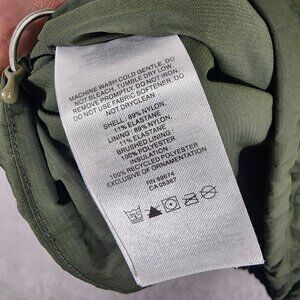 MACHINE WASH COLD GENTLE. DO
NOT BLEACH. TUMBLE DRY LOW
REMOVE PROMPTLY. DO NOT IRON.
DO NOT USE FABRIC SOFTENER. DO
NOT DRYCLEAN
SHELL: 89% NYLON,
11% ELASTANE
LINING: 89% NYLON,
11% ELASTANE
BRUSHED LINING:
100% POLYESTER
INSULATION:
100% RECYCLED POLYESTER
EXCLUSIVE OF ORNAMENTATION
RN 59874
CA 05367